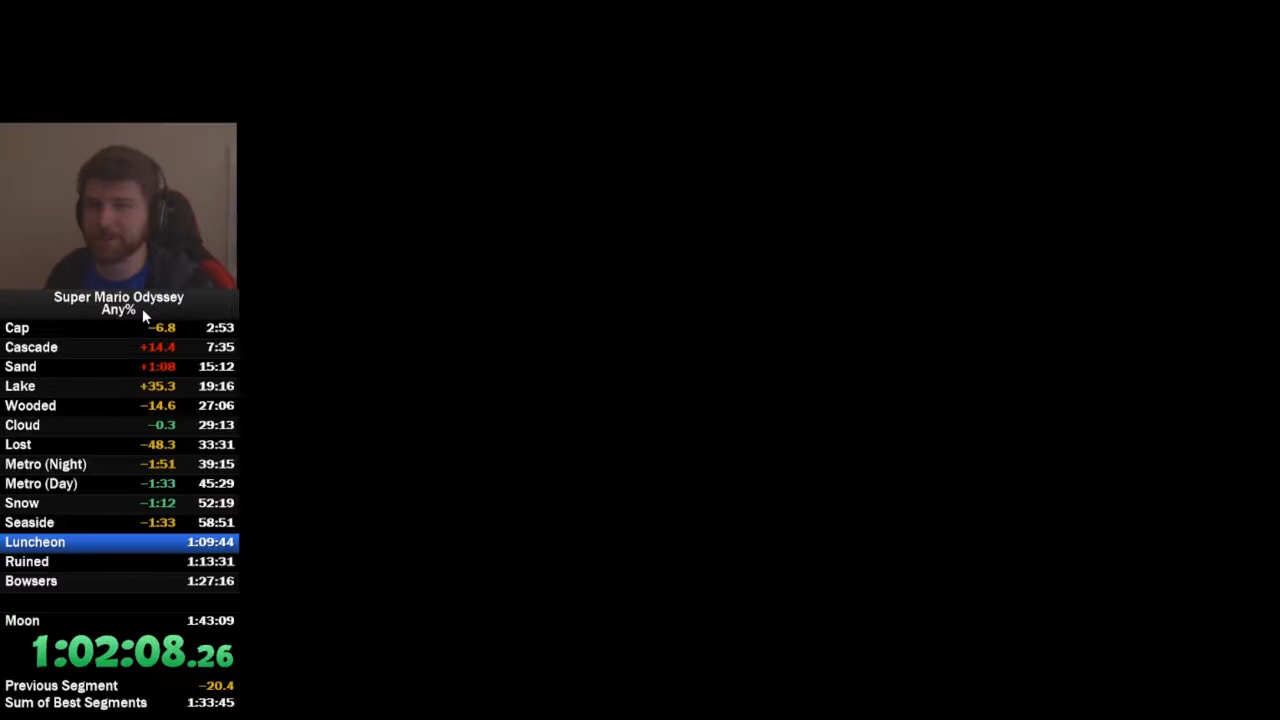 Super Mario Odyssey
Any%
Cap −6.8 2:53
Cascade +14.4 7:35
Sand +1:08 15:12
Lake +35.3 19:16
Wooded −14.6 27:06
Cloud −0.3 29:13
Lost −48.3 33:31
Metro (Night) −1:51 39:15
Metro (Day) −1:33 45:29
Snow −1:12 52:19
Seaside −1:33 58:51
Luncheon 1:09:44
Ruined 1:13:31
Bowsers 1:27:16
Moon 1:43:09
1:02:08.26
Previous Segment −20.4
Sum of Best Segments 1:33:45